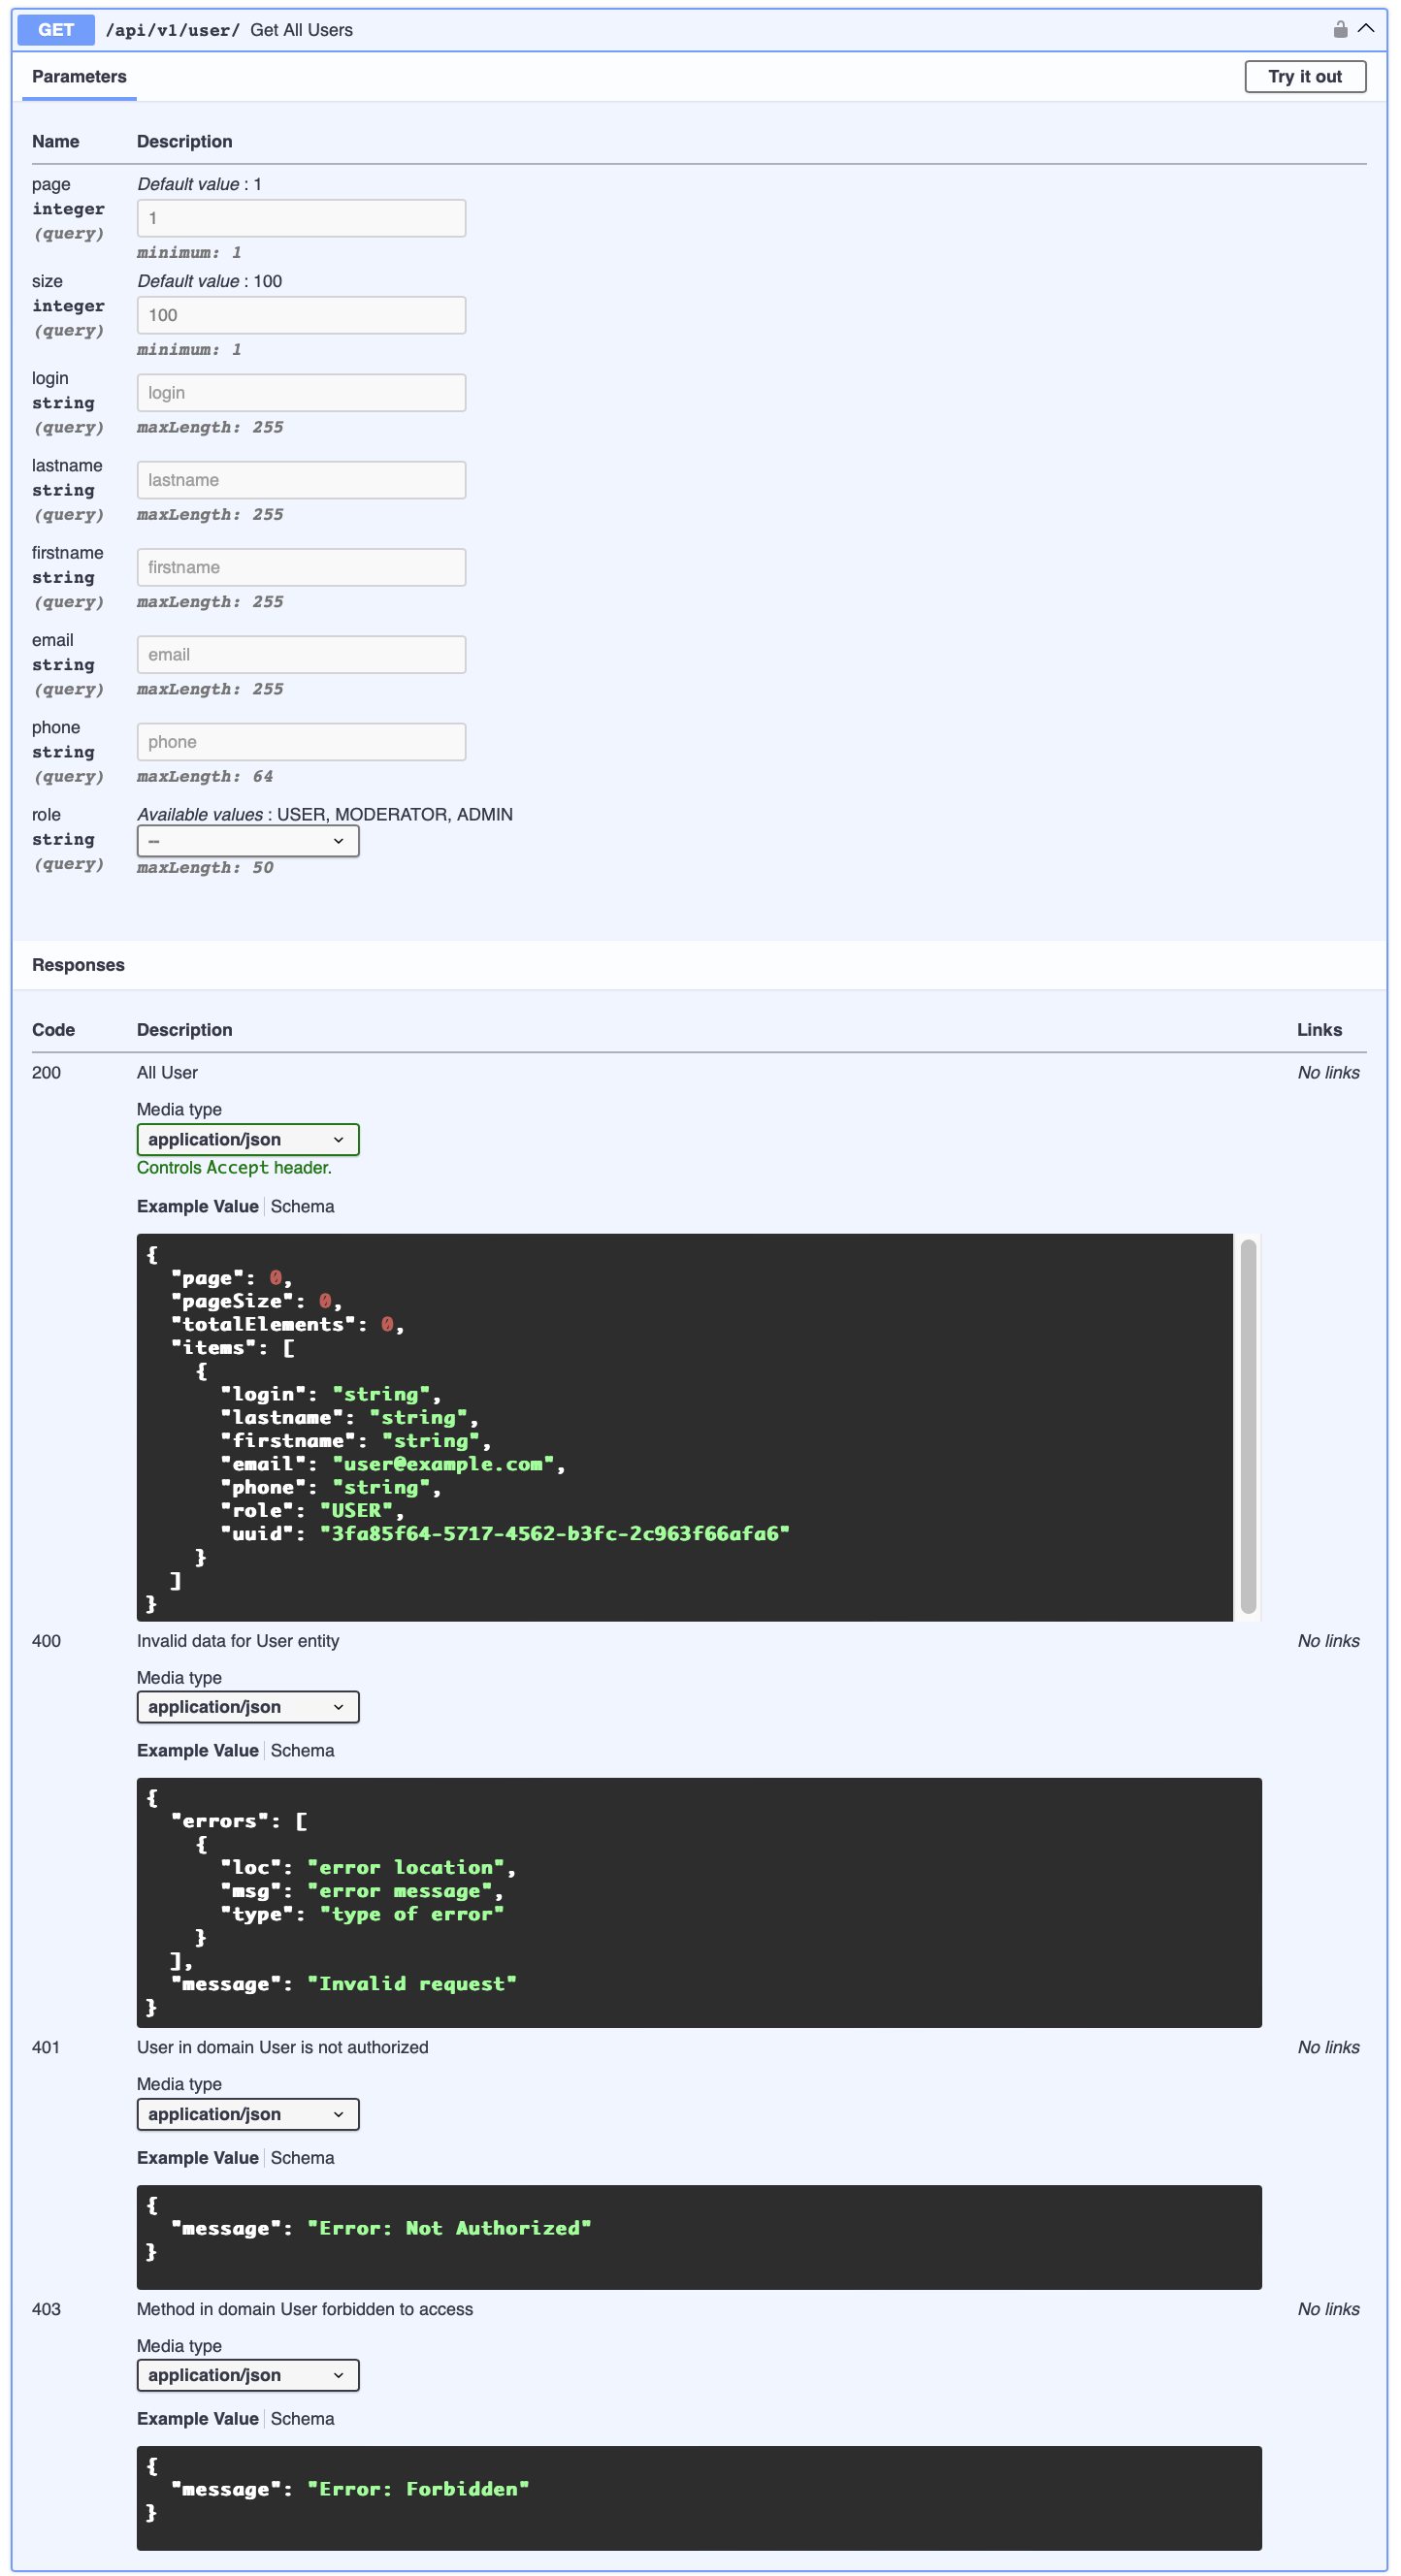 GET /api/v1/user/ Get All Users
Parameters
Try it out
Name Description
page Default value : 1
integer 1
(query)
minimum: 1
size Default value : 100
integer 100
(query)
minimum: 1
login
string login
(query) maxLength: 255
lastname
string lastname
(query) maxLength: 255
firstname
string firstname
(query) maxLength: 255
email
string email
(query) maxLength: 255
phone
string phone
(query) maxLength: 64
role Available values : USER, MODERATOR, ADMIN
string --
(query) maxLength: 50
Responses
Code Description Links
200 All User No links
Media type
application/json
Controls Accept header.
Example Value Schema
{
  "page": 0,
  "pageSize": 0,
  "totalElements": 0,
  "items": [
    {
      "login": "string",
      "lastname": "string",
      "firstname": "string",
      "email": "user@example.com",
      "phone": "string",
      "role": "USER",
      "uuid": "3fa85f64-5717-4562-b3fc-2c963f66afa6"
    }
  ]
}
400 Invalid data for User entity No links
Media type
application/json
Example Value Schema
{
  "errors": [
    {
      "loc": "error location",
      "msg": "error message",
      "type": "type of error"
    }
  ],
  "message": "Invalid request"
}
401 User in domain User is not authorized No links
Media type
application/json
Example Value Schema
{
  "message": "Error: Not Authorized"
}
403 Method in domain User forbidden to access No links
Media type
application/json
Example Value Schema
{
  "message": "Error: Forbidden"
}